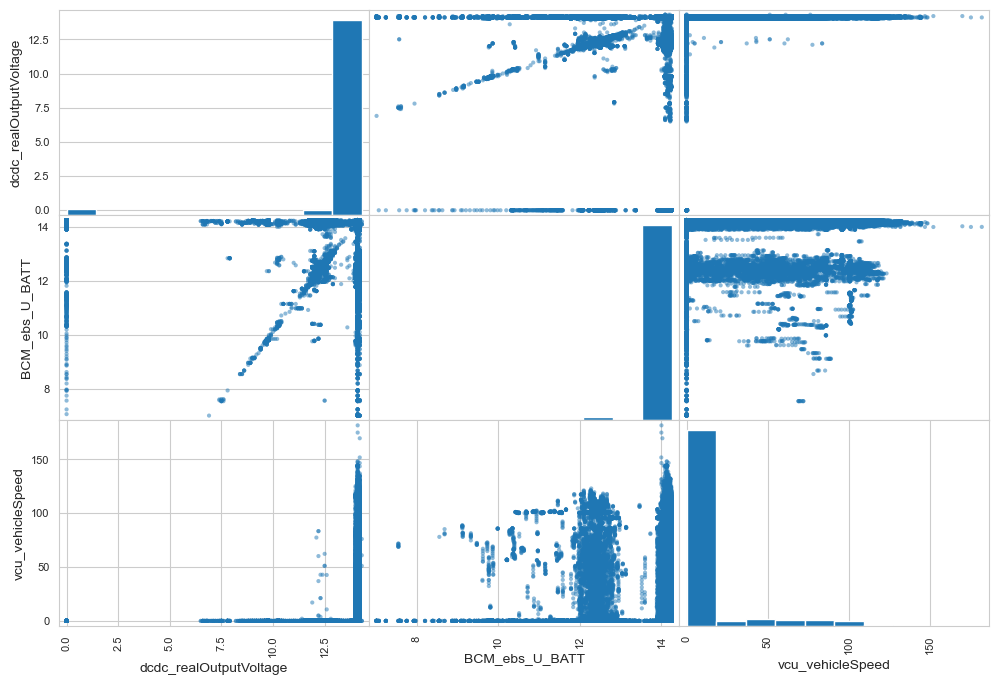 dcdc_realOutputVoltage
12.5
10.0
7.5
5.0
2.5
0.0
BCM_ebs_U_BATT
14
12
10
8
vcu_vehicleSpeed
150
100
50
0
0.0 2.5 5.0 7.5 10.0 12.5
8 10 12 14
0 50 100 150
dcdc_realOutputVoltage BCM_ebs_U_BATT vcu_vehicleSpeed